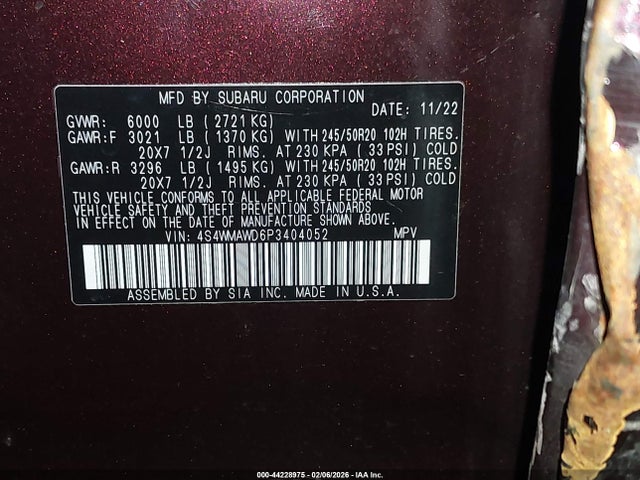 MFD BY SUBARU CORPORATION
DATE: 11/22
GVWR: 6000 LB ( 2721 KG)
GAWR:F 3021 LB ( 1370 KG) WITH 245/50R20 102H TIRES.
20X7 1/2J RIMS. AT 230 KPA ( 33 PSI) COLD
GAWR:R 3296 LB ( 1495 KG) WITH 245/50R20 102H TIRES.
20X7 1/2J RIMS. AT 230 KPA ( 33 PSI) COLD
THIS VEHICLE CONFORMS TO ALL APPLICABLE FEDERAL MOTOR
VEHICLE SAFETY AND THEFT PREVENTION STANDARDS IN
EFFECT ON THE DATE OF MANUFACTURE SHOWN ABOVE.
VIN: 4S4WMAWD6P3404052 MPV
ASSEMBLED BY SIA INC. MADE IN U.S.A.
000-44228975 - 02/06/2026 - IAA Inc.